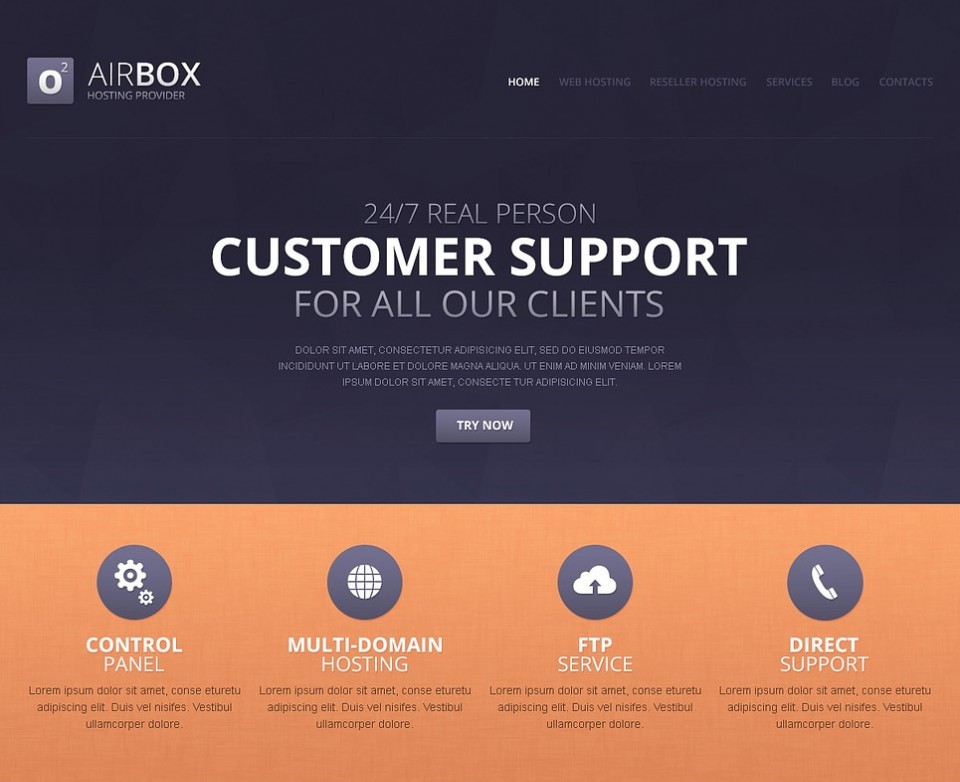 o2
AIRBOX
HOSTING PROVIDER
HOME WEB HOSTING RESELLER HOSTING SERVICES BLOG CONTACTS
24/7 REAL PERSON
CUSTOMER SUPPORT
FOR ALL OUR CLIENTS
DOLOR SIT AMET, CONSECTETUR ADIPISICING ELIT, SED DO EIUSMOD TEMPOR
INCIDIDUNT UT LABORE ET DOLORE MAGNA ALIQUA. UT ENIM AD MINIM VENIAM. LOREM
IPSUM DOLOR SIT AMET, CONSECTE TUR ADIPISICING ELIT.
TRY NOW
CONTROL
PANEL
Lorem ipsum dolor sit amet, conse eturetu
adipiscing elit. Duis vel nisifes. Vestibul
ullamcorper dolore.
MULTI-DOMAIN
HOSTING
Lorem ipsum dolor sit amet, conse eturetu
adipiscing elit. Duis vel nisifes. Vestibul
ullamcorper dolore.
FTP
SERVICE
Lorem ipsum dolor sit amet, conse eturetu
adipiscing elit. Duis vel nisifes. Vestibul
ullamcorper dolore.
DIRECT
SUPPORT
Lorem ipsum dolor sit amet, conse eturetu
adipiscing elit. Duis vel nisifes. Vestibul
ullamcorper dolore.